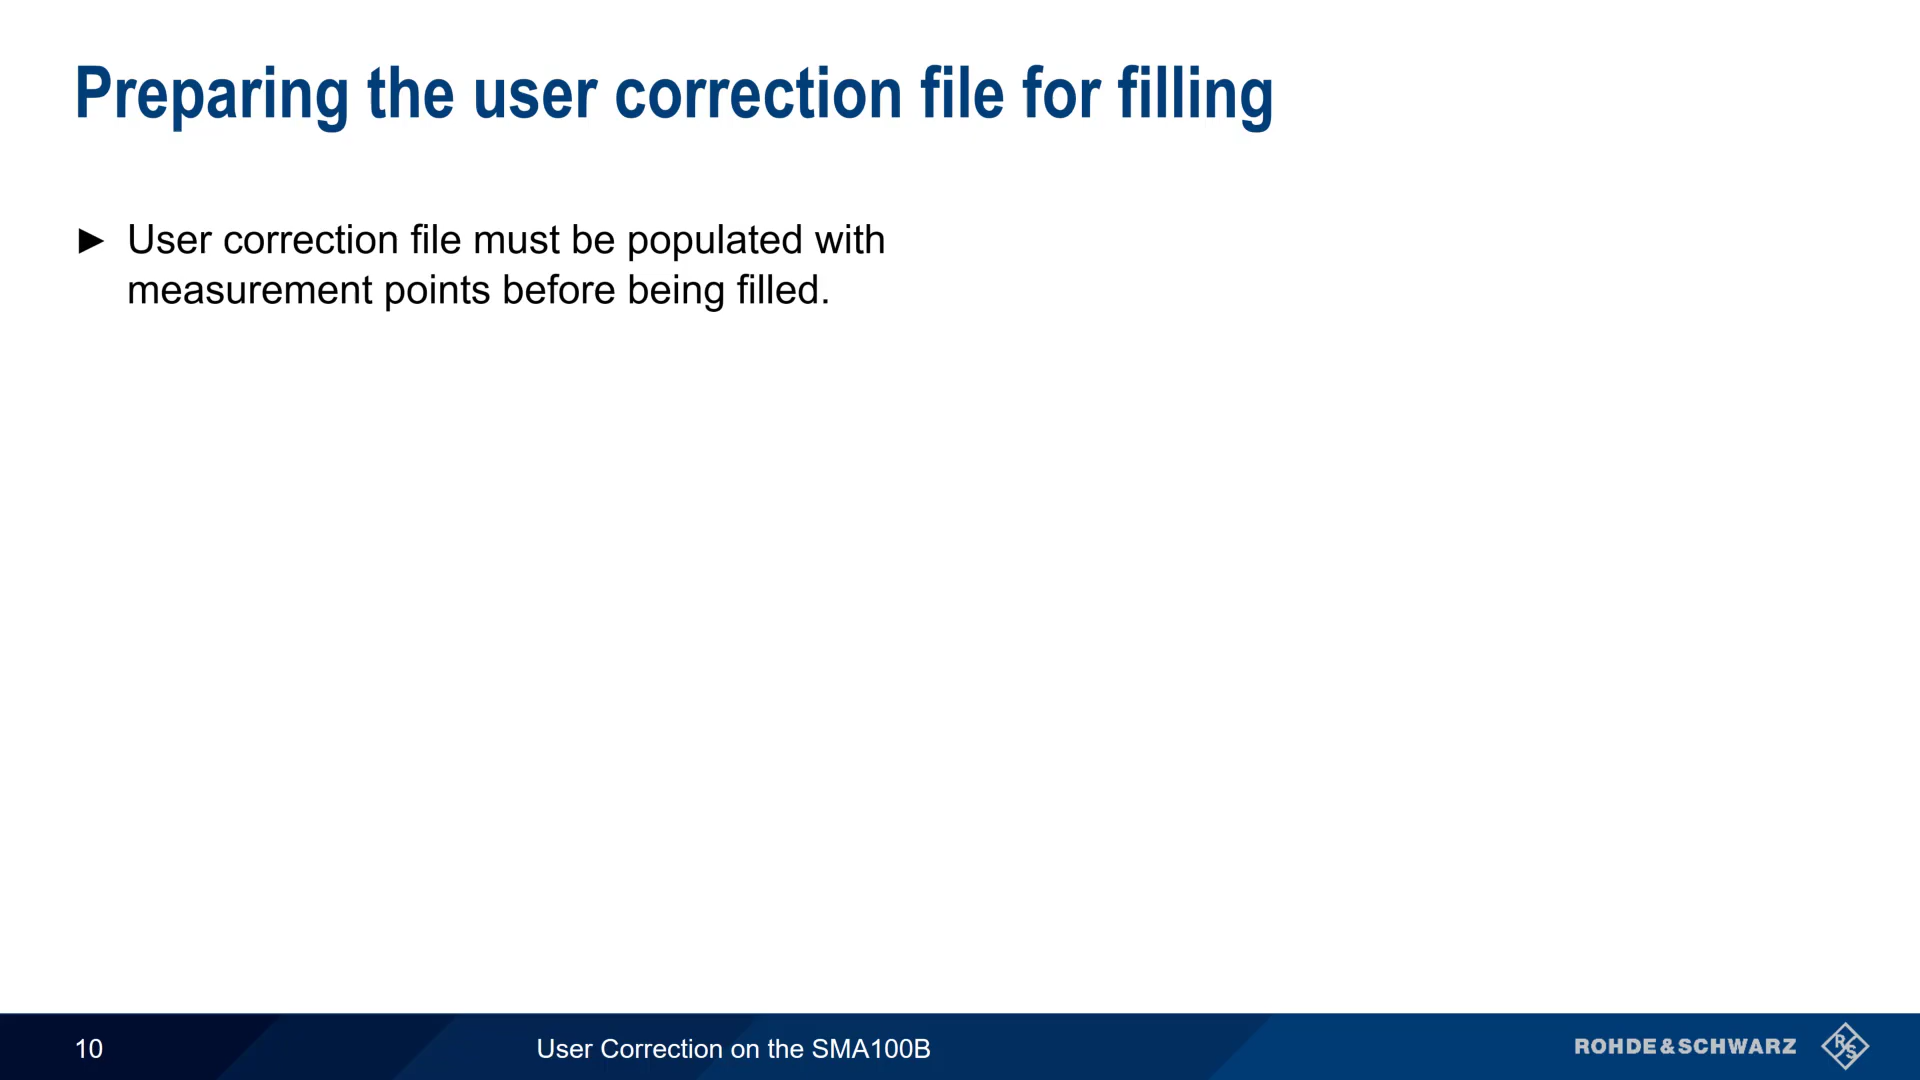 Preparing the user correction file for filling
► User correction file must be populated with
measurement points before being filled.
10
User Correction on the SMA100B
ROHDE&SCHWARZ
R&S